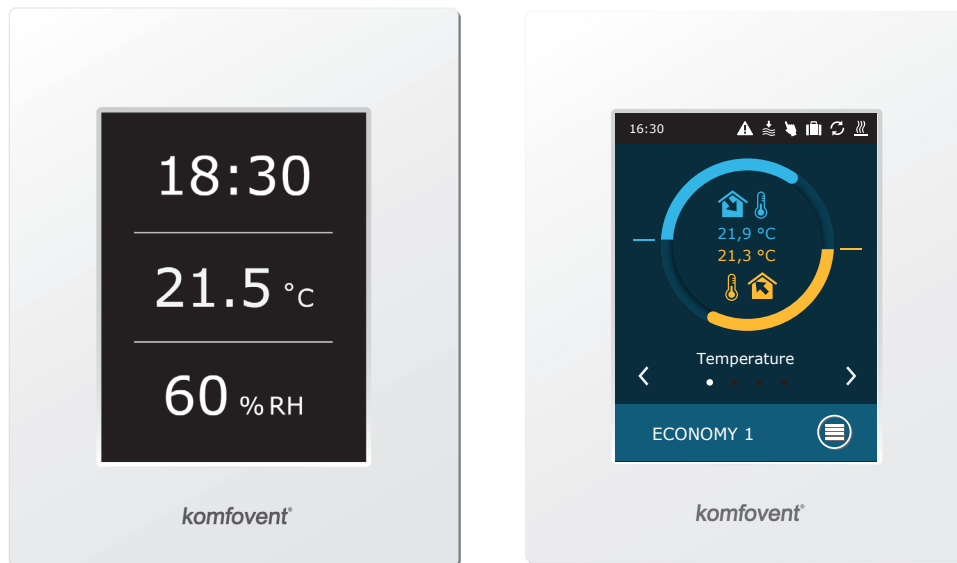 18:30
21.5 °C
60 % RH
komfovent®
16:30
21,9 °C
21,3 °C
Temperature
ECONOMY 1
komfovent®